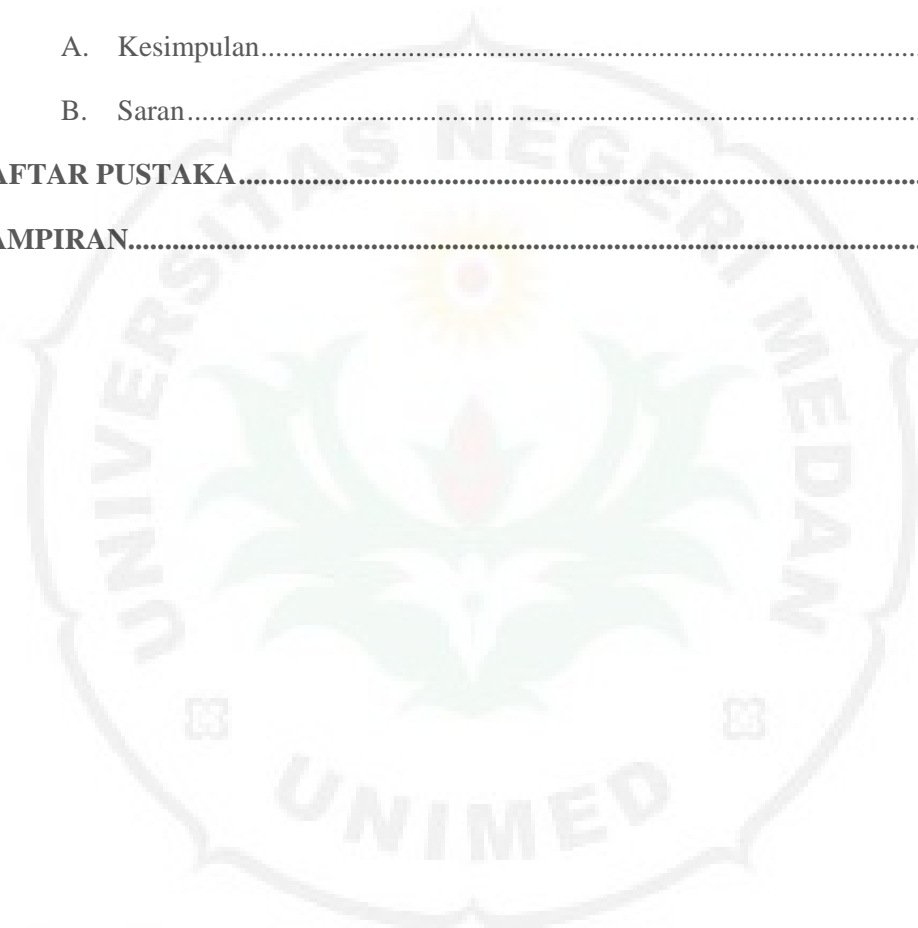 A. Kesimpulan........................................................................................
B. Saran..................................................................................................
AFTAR PUSTAKA...........................................................................................
AMPIRAN..........................................................................................................
UNIVERSITAS NEGERI MEDAN
UNIMED